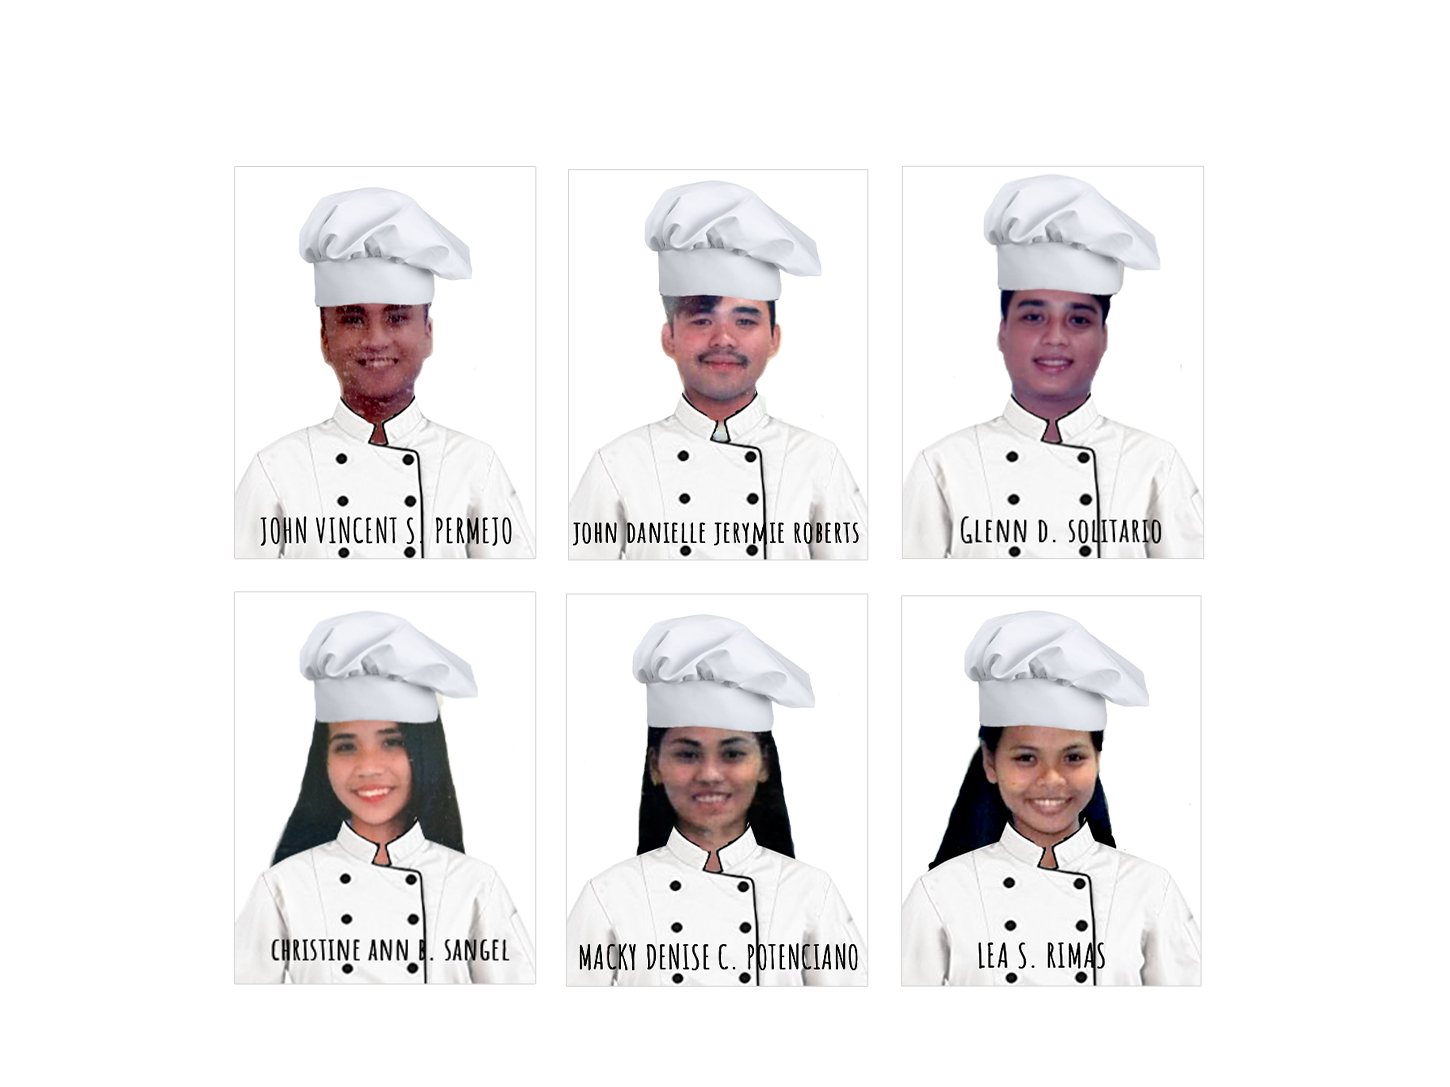 JOHN VINCENT S. PERMEJO
JOHN DANIELLE JERYMIE ROBERTS
GLENN D. SOLITARIO
CHRISTINE ANN B. SANGEL
MACKY DENISE C. POTENCIANO
LEA S. RIMAS